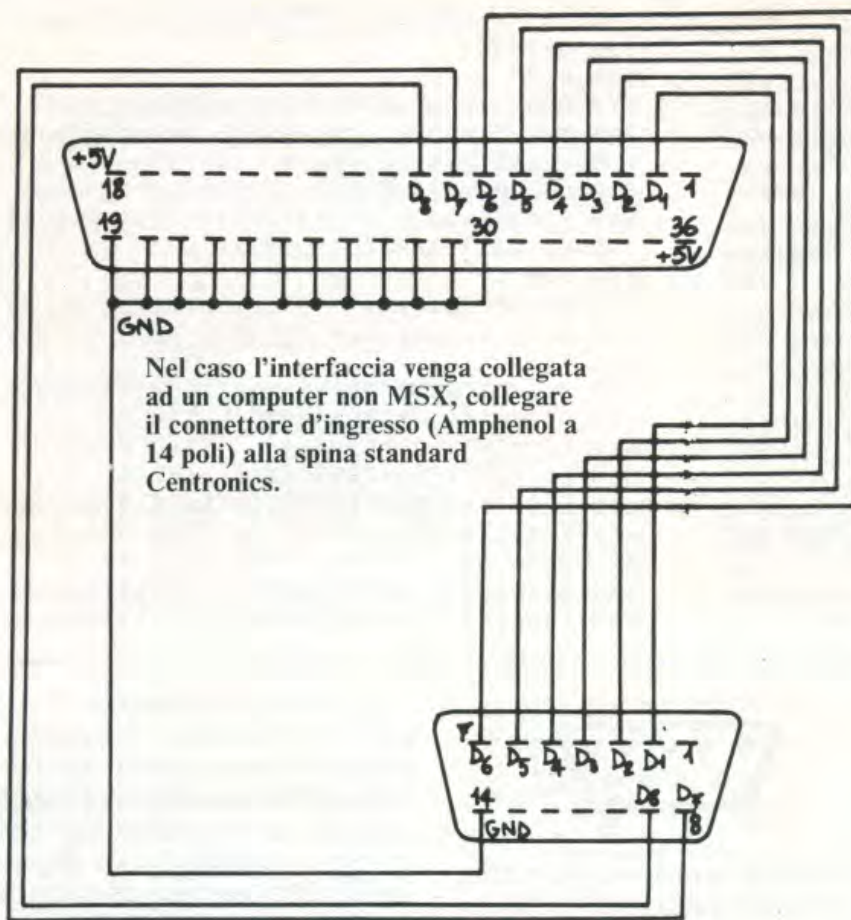 +5V
18 D8 D7 D6 D5 D4 D3 D2 D1 1
19 30 36
+5V
GND
Nel caso l'interfaccia venga collegata
ad un computer non MSX, collegare
il connettore d'ingresso (Amphenol a
14 poli) alla spina standard
Centronics.
7
D6 D5 D4 D3 D2 D1 1
14 D8 D7
GND 8